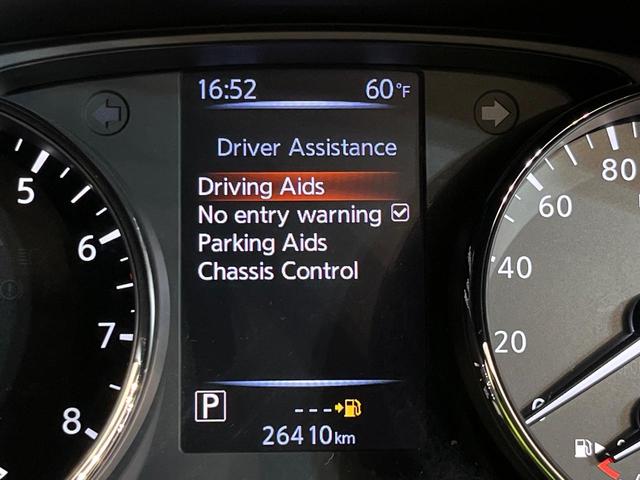 16:52 60°F
Driver Assistance
Driving Aids
No entry warning
Parking Aids
Chassis Control
P
---
26410km
5
6
7
8
80
60
40
20
0